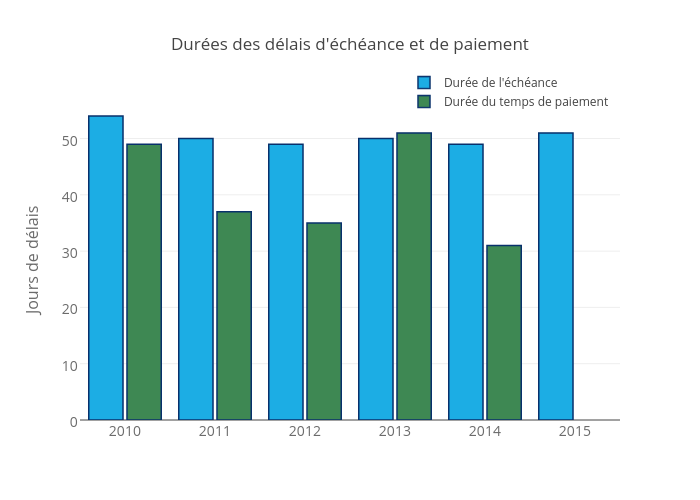 Durées des délais d'échéance et de paiement
Durée de l'échéance
Durée du temps de paiement
Jours de délais
50
40
30
20
10
0
2010 2011 2012 2013 2014 2015